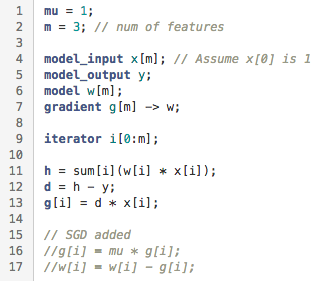 1 mu = 1;
2 m = 3; // num of features
3
4 model_input x[m]; // Assume x[0] is 1
5 model_output y;
6 model w[m];
7 gradient g[m] -> w;
8
9 iterator i[0:m];
10
11 h = sum[i](w[i] * x[i]);
12 d = h - y;
13 g[i] = d * x[i];
14
15 // SGD added
16 //g[i] = mu * g[i];
17 //w[i] = w[i] - g[i];